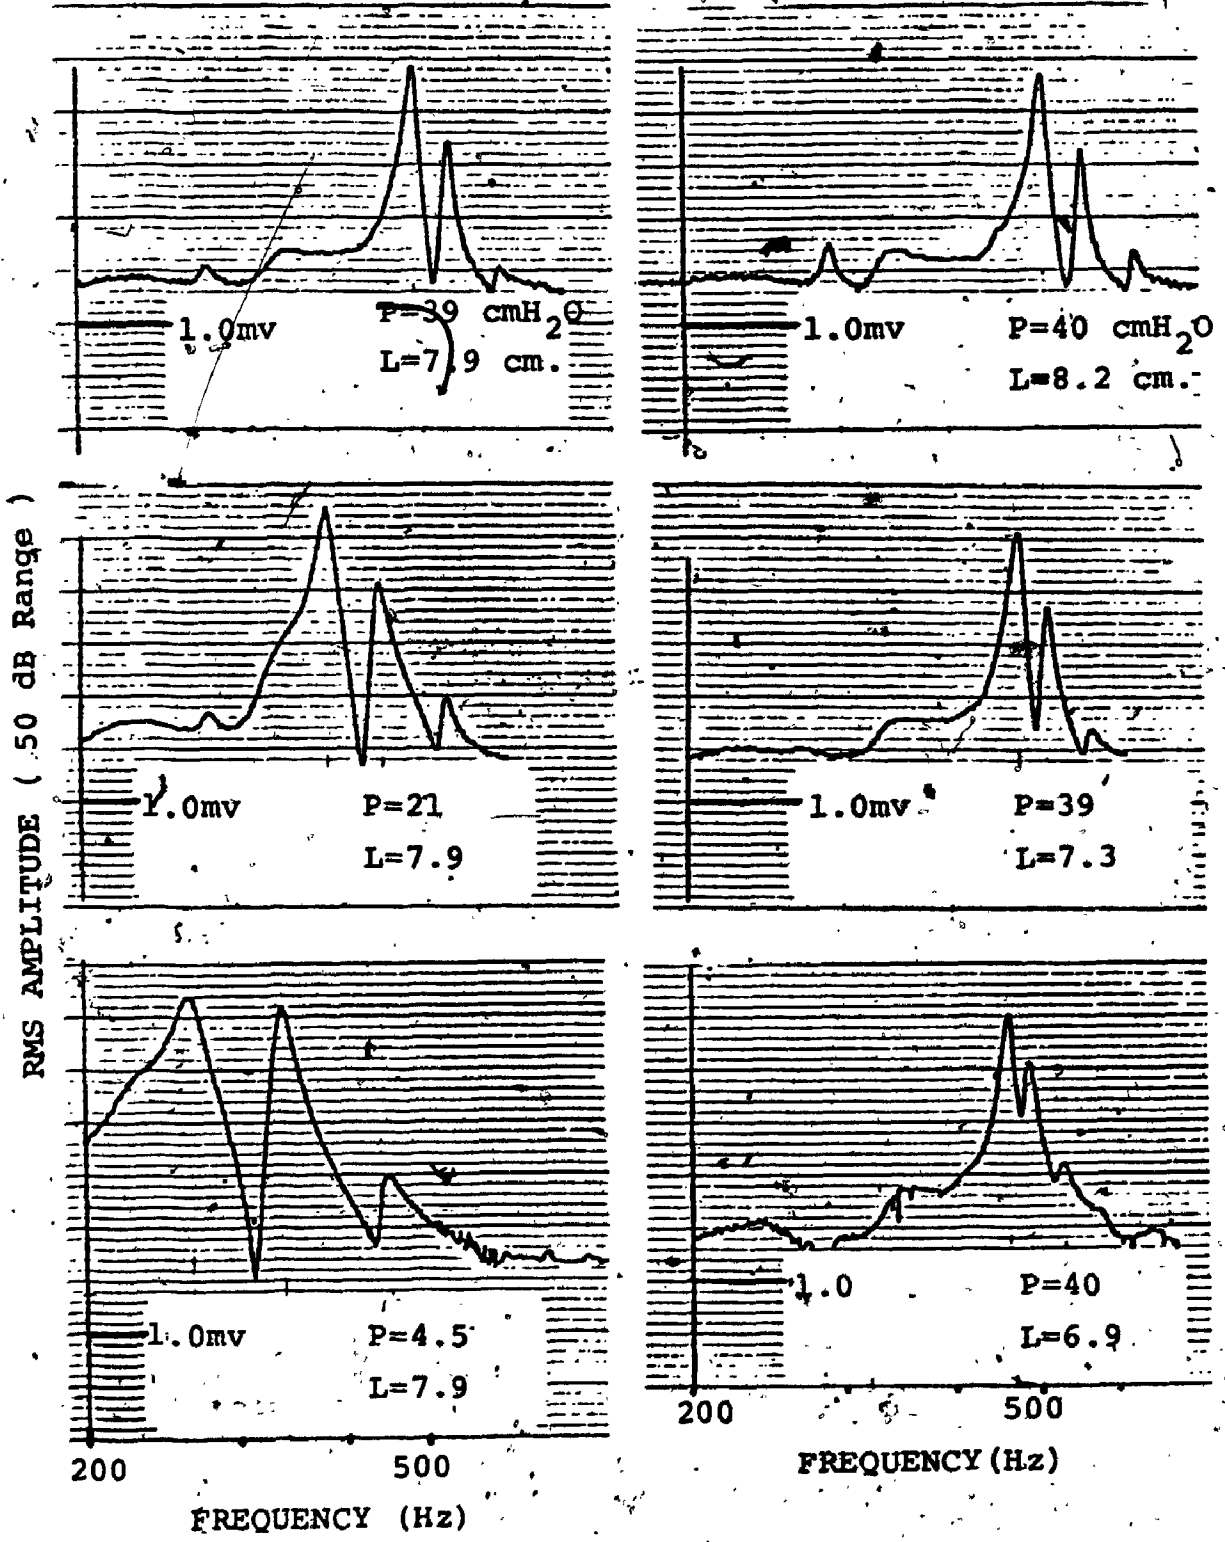 RMS AMPLITUDE ( 50 dB Range )
1.0mv
P=39 cmH2O
L=7.9 cm.
1.0mv
P=40 cmH2O
L=8.2 cm.
1.0mv
P=21
L=7.9
1.0mv
P=39
L=7.3
1.0mv
P=4.5
L=7.9
1.0
P=40
L=6.9
200 500
FREQUENCY (Hz)
200 500
FREQUENCY (Hz)